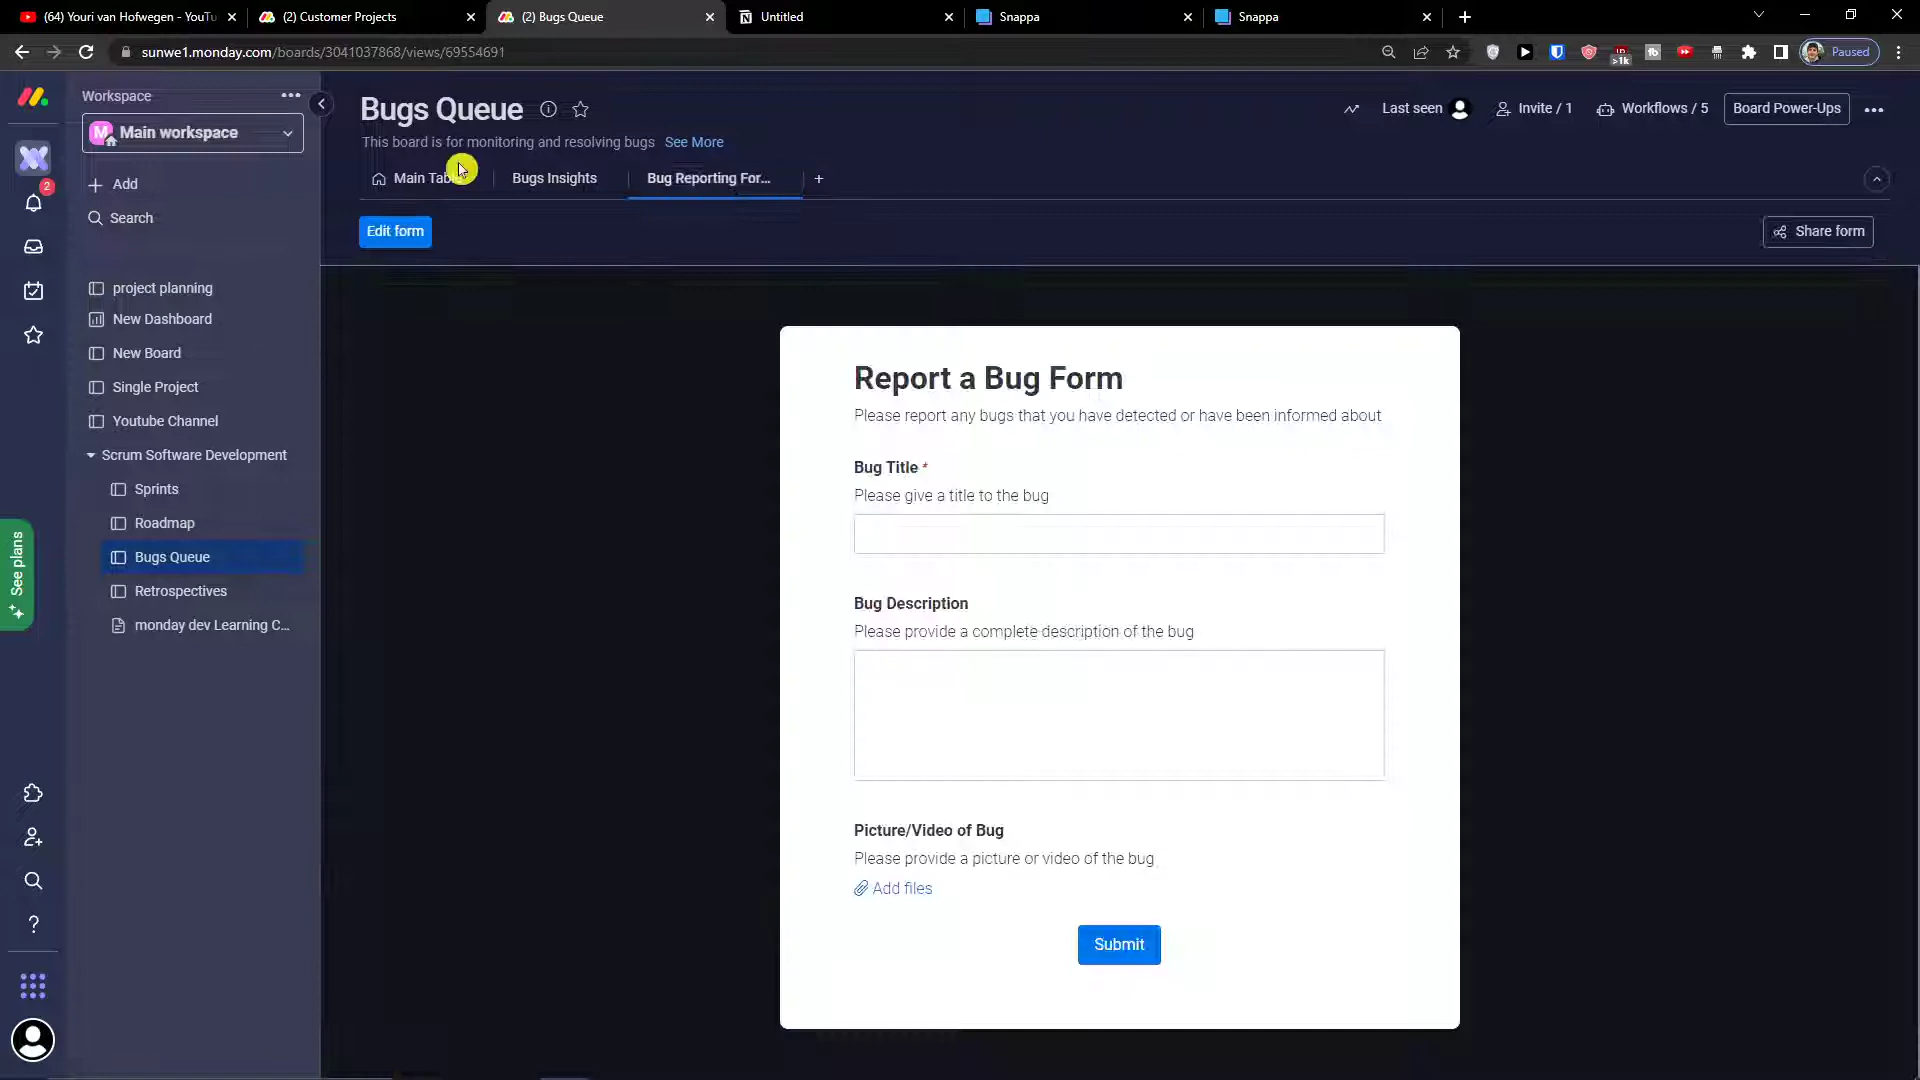 (64) Youri van Hofwegen - YouTu
(2) Customer Projects
(2) Bugs Queue
Untitled
Snappa
Snappa
sunwe1.monday.com/boards/3041037868/views/69554691
>1k
Paused
Workspace
M Main workspace
Add
Search
2
project planning
New Dashboard
New Board
Single Project
Youtube Channel
Scrum Software Development
Sprints
Roadmap
Bugs Queue
Retrospectives
monday dev Learning C...
See plans
Bugs Queue
Last seen
Invite / 1
Workflows / 5
Board Power-Ups
This board is for monitoring and resolving bugs See More
Main Table
Bugs Insights
Bug Reporting For...
Edit form
Share form
Report a Bug Form
Please report any bugs that you have detected or have been informed about
Bug Title *
Please give a title to the bug
Bug Description
Please provide a complete description of the bug
Picture/Video of Bug
Please provide a picture or video of the bug
Add files
Submit